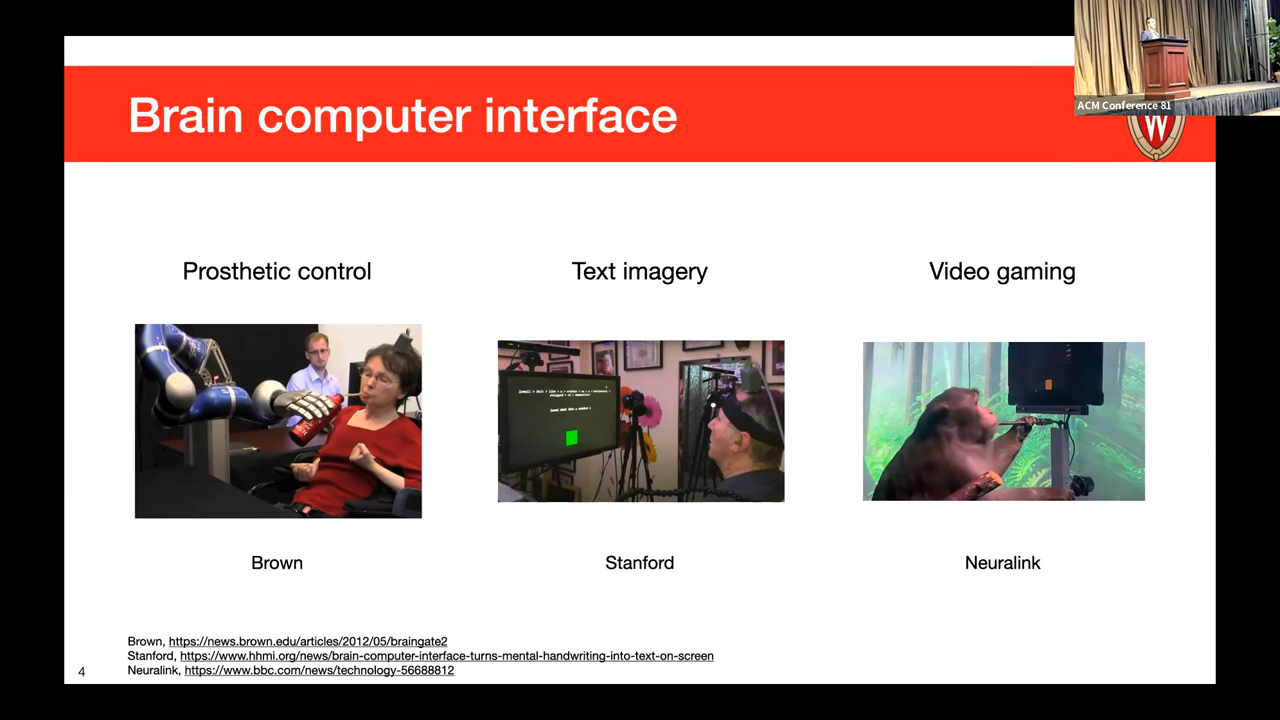 Brain computer interface
ACM Conference 81
W
Prosthetic control
Text imagery
Video gaming
Brown
Stanford
Neuralink
Brown, https://news.brown.edu/articles/2012/05/braingate2
Stanford, https://www.hhmi.org/news/brain-computer-interface-turns-mental-handwriting-into-text-on-screen
Neuralink, https://www.bbc.com/news/technology-56688812
4